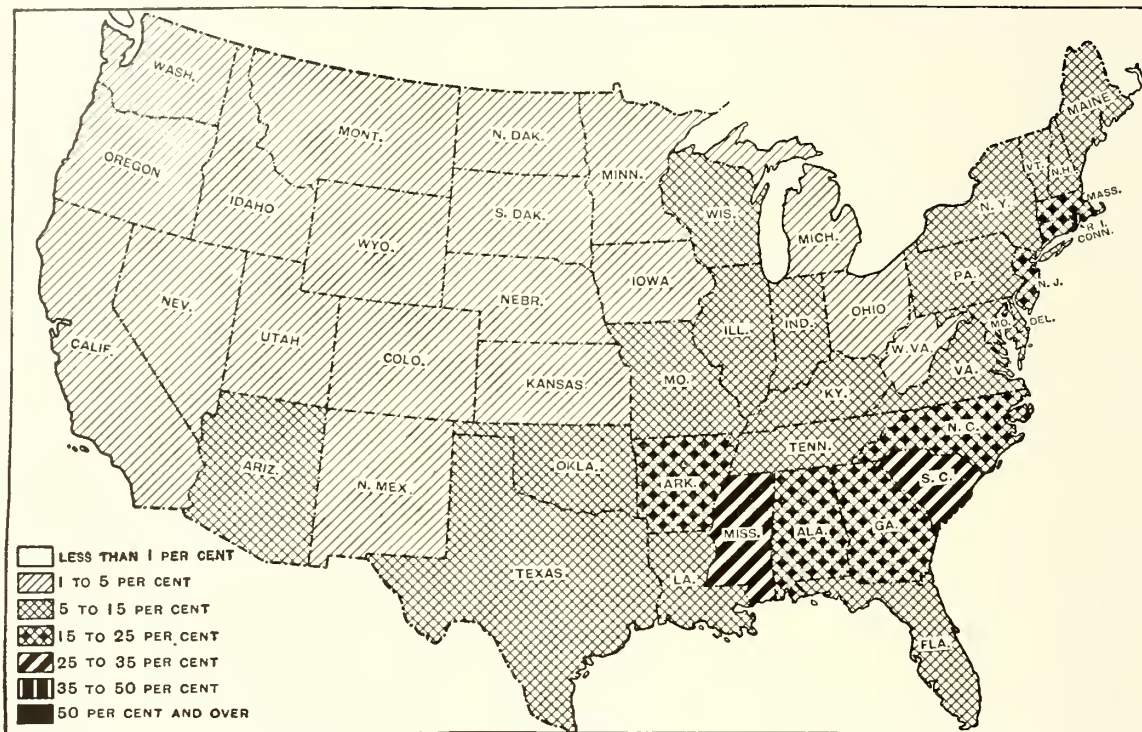 WASH.
MONT.
N. DAK.
MINN.
OREGON
IDAHO
S. DAK.
WIS.
MICH.
WYO.
IOWA
NEBR.
NEV.
UTAH.
COLO.
CALIF.
KANSAS.
ILL.
IND.
OHIO
MO.
KY.
W.VA.
VA.
PA.
N.Y.
VT.
N.H.
MAINE
MASS.
R I.
CONN.
N. J.
DEL.
MO.
ARIZ.
N. MEX.
OKLA.
ARK.
TENN.
N. C.
S. C.
TEXAS.
LA.
MISS.
ALA.
GA.
FLA.
LESS THAN 1 PER CENT
1 TO 5 PER CENT
5 TO 15 PER CENT
15 TO 25 PER CENT
25 TO 35 PER CENT
35 TO 50 PER CENT
50 PER CENT AND OVER